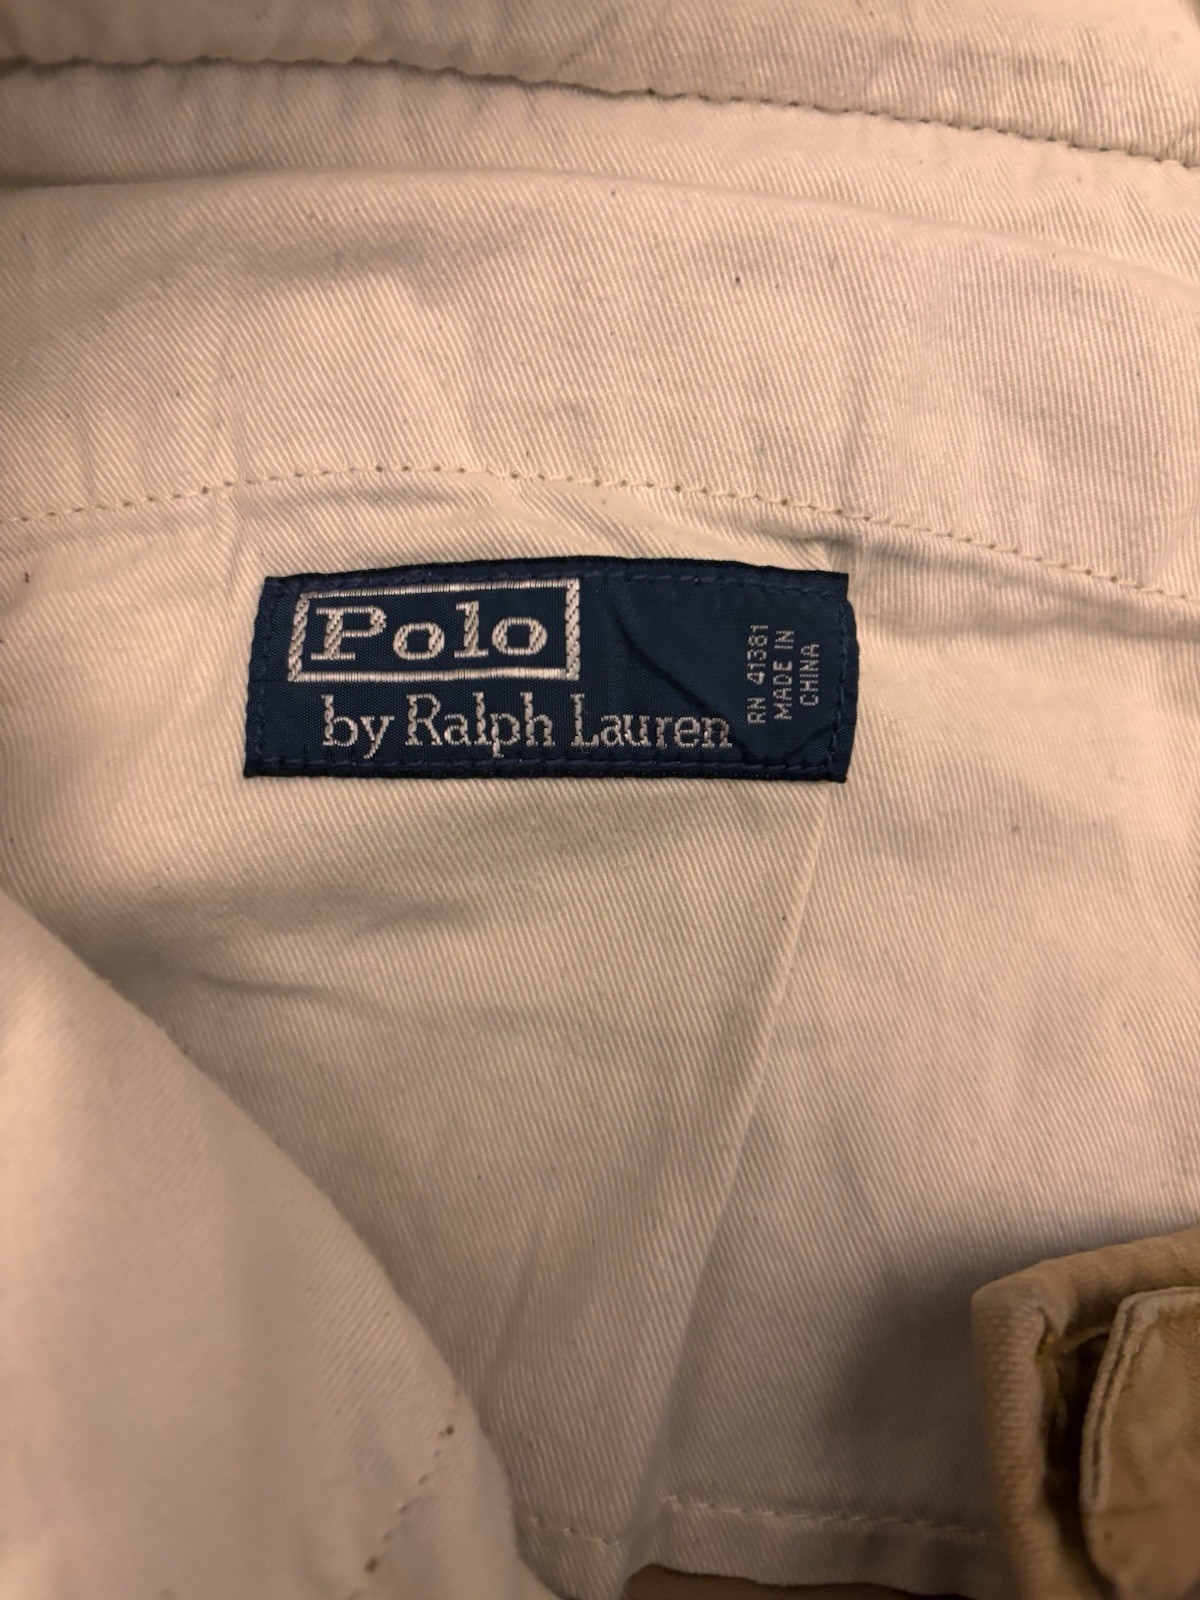 Polo
by Ralph Lauren
RN 41381
MADE IN
CHINA